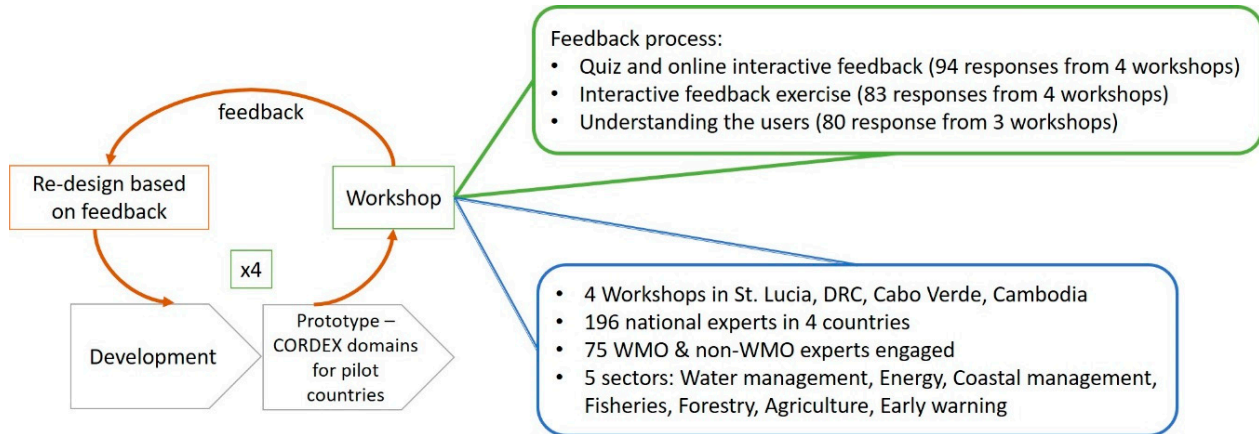 Feedback process:
• Quiz and online interactive feedback (94 responses from 4 workshops)
• Interactive feedback exercise (83 responses from 4 workshops)
• Understanding the users (80 response from 3 workshops)
feedback
Re-design based
on feedback
Workshop
x4
Development
Prototype –
CORDEX domains
for pilot
countries
• 4 Workshops in St. Lucia, DRC, Cabo Verde, Cambodia
• 196 national experts in 4 countries
• 75 WMO & non-WMO experts engaged
• 5 sectors: Water management, Energy, Coastal management,
Fisheries, Forestry, Agriculture, Early warning